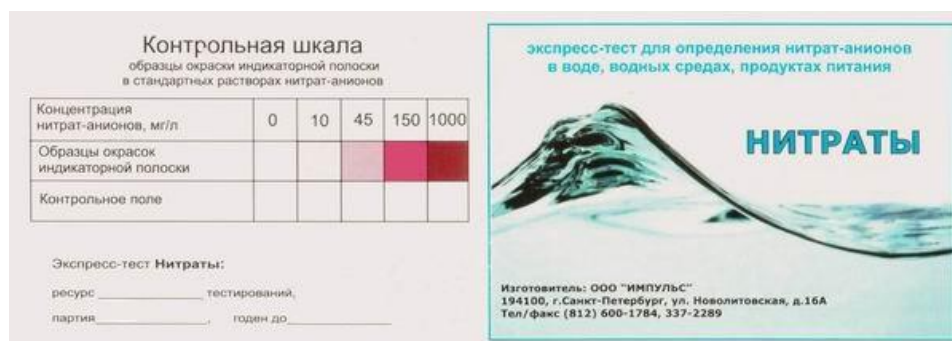 Контрольная шкала
образцы окраски индикаторной полоски
в стандартных растворах нитрат-анионов
Концентрация
нитрат-анионов, мг/л
0 10 45 150 1000
Образцы окрасок
индикаторной полоски
Контрольное поле
Экспресс-тест Нитраты:
ресурс ______________ тестирований,
партия______________, годен до______________
экспресс-тест для определения нитрат-анионов
в воде, водных средах, продуктах питания
НИТРАТЫ
Изготовитель: ООО "ИМПУЛЬС"
194100, г.Санкт-Петербург, ул. Новолитовская, д.16А
Тел/факс (812) 600-1784, 337-2289